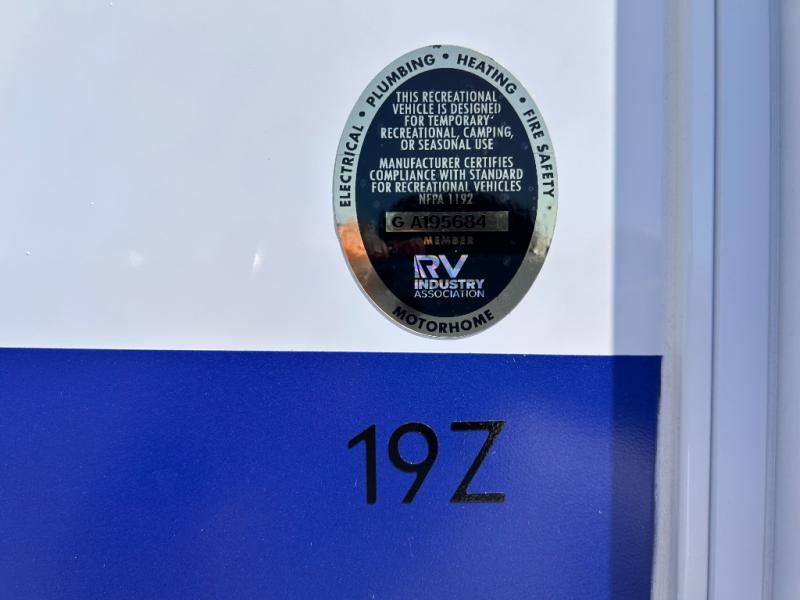 ELECTRICAL • PLUMBING • HEATING • FIRE SAFETY
THIS RECREATIONAL
VEHICLE IS DESIGNED
FOR TEMPORARY
RECREATIONAL, CAMPING,
OR SEASONAL USE
MANUFACTURER CERTIFIES
COMPLIANCE WITH STANDARD
FOR RECREATIONAL VEHICLES
NFPA 1192
G A195684
MEMBER
RV
INDUSTRY
ASSOCIATION
MOTORHOME
19Z